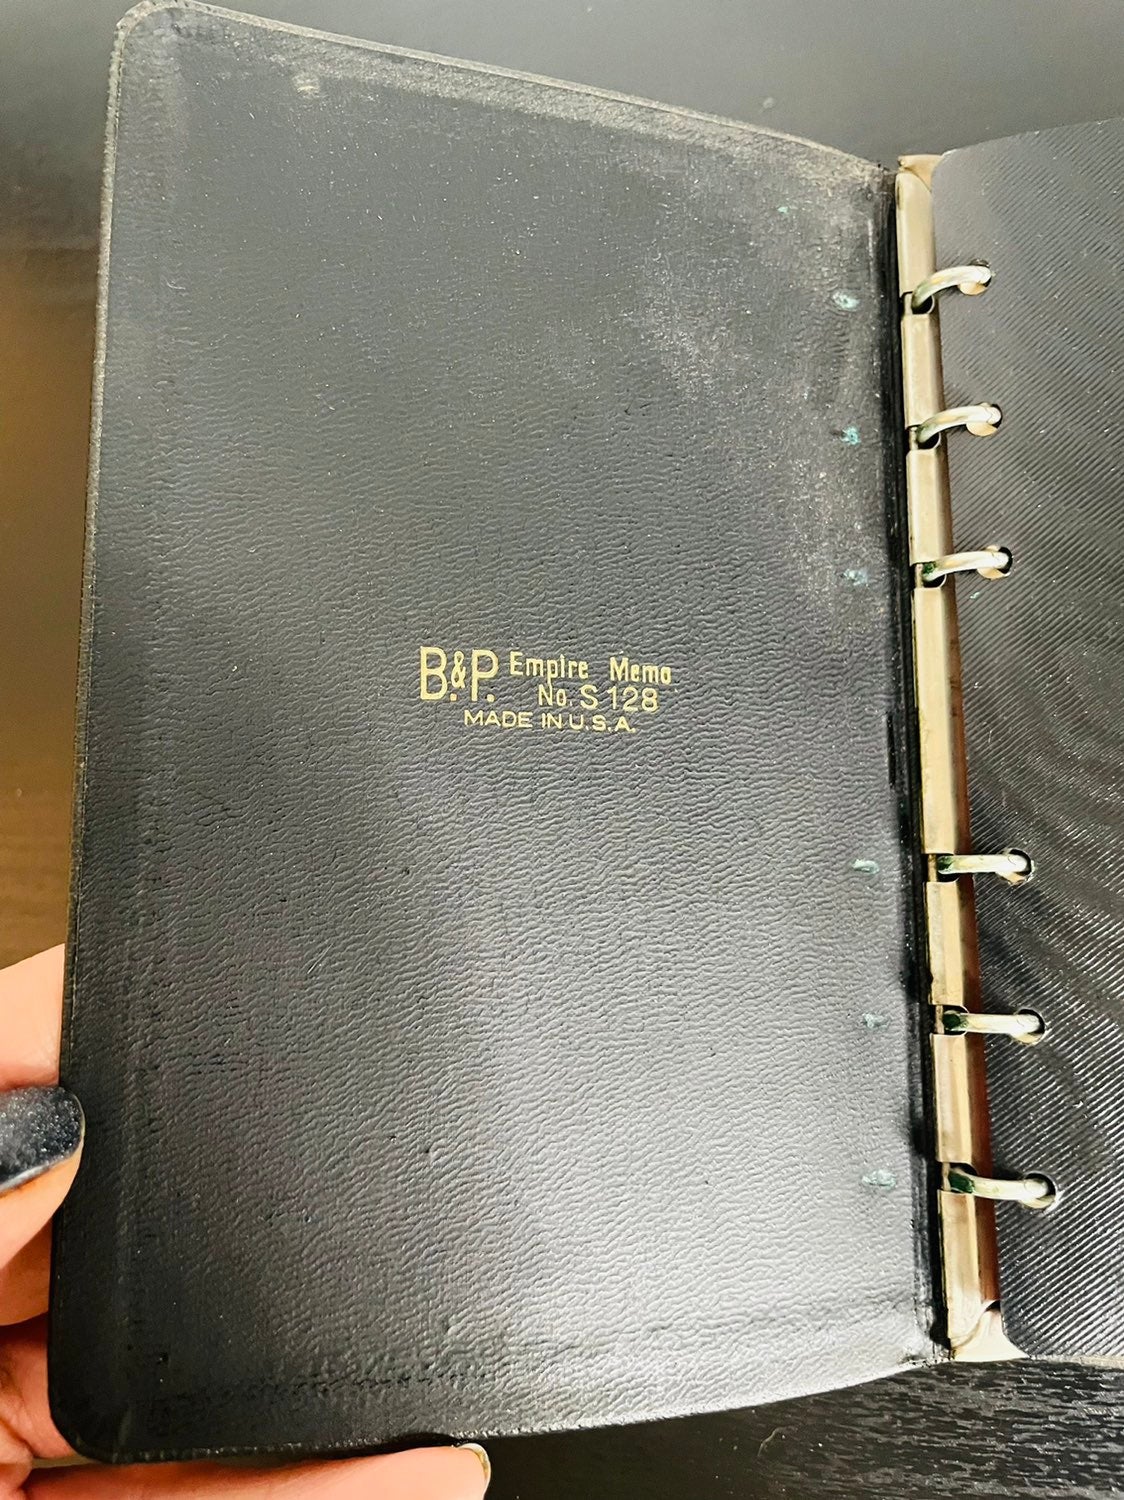 B.&P. Empire Memo
No. S 128
MADE IN U.S.A.